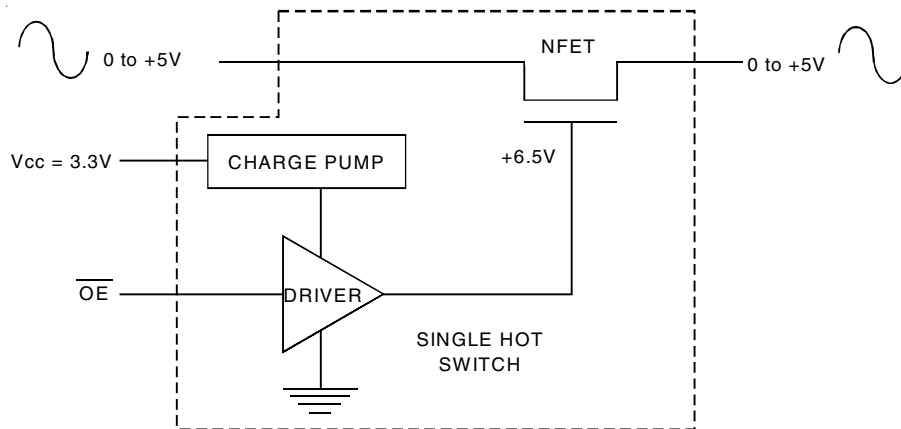 NFET
0 to +5V
0 to +5V
Vcc = 3.3V
CHARGE PUMP
+6.5V
OE
DRIVER
SINGLE HOT
SWITCH